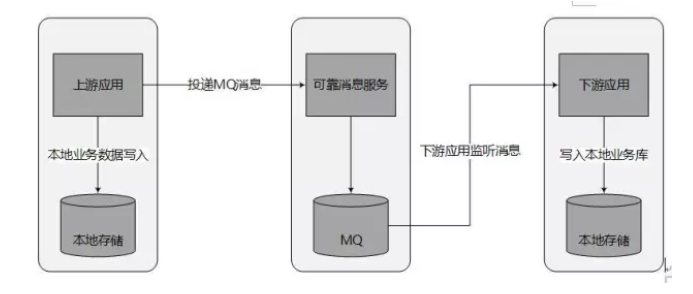 上游应用
投递MQ消息
可靠消息服务
下游应用
本地业务数据写入
下游应用监听消息
写入本地业务库
本地存储
MQ
本地存储